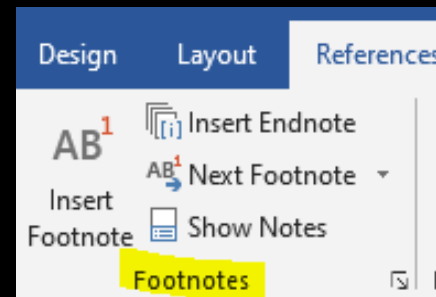 Design Layout References
AB1 Insert Endnote
AB1 Next Footnote
Insert
Footnote Show Notes
Footnotes